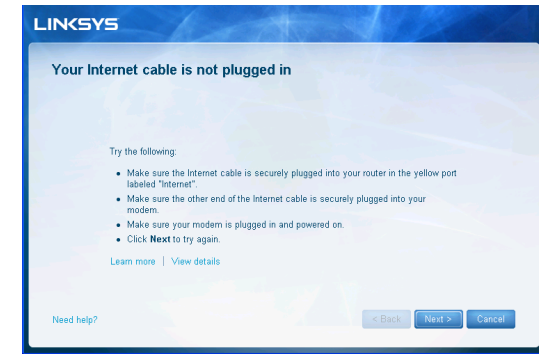 LINKSYS
Your Internet cable is not plugged in
Try the following:
• Make sure the Internet cable is securely plugged into your router in the yellow port
labeled "Internet".
• Make sure the other end of the Internet cable is securely plugged into your
modem.
• Make sure your modem is plugged in and powered on.
• Click Next to try again.
Learn more | View details
Need help? < Back Next > Cancel